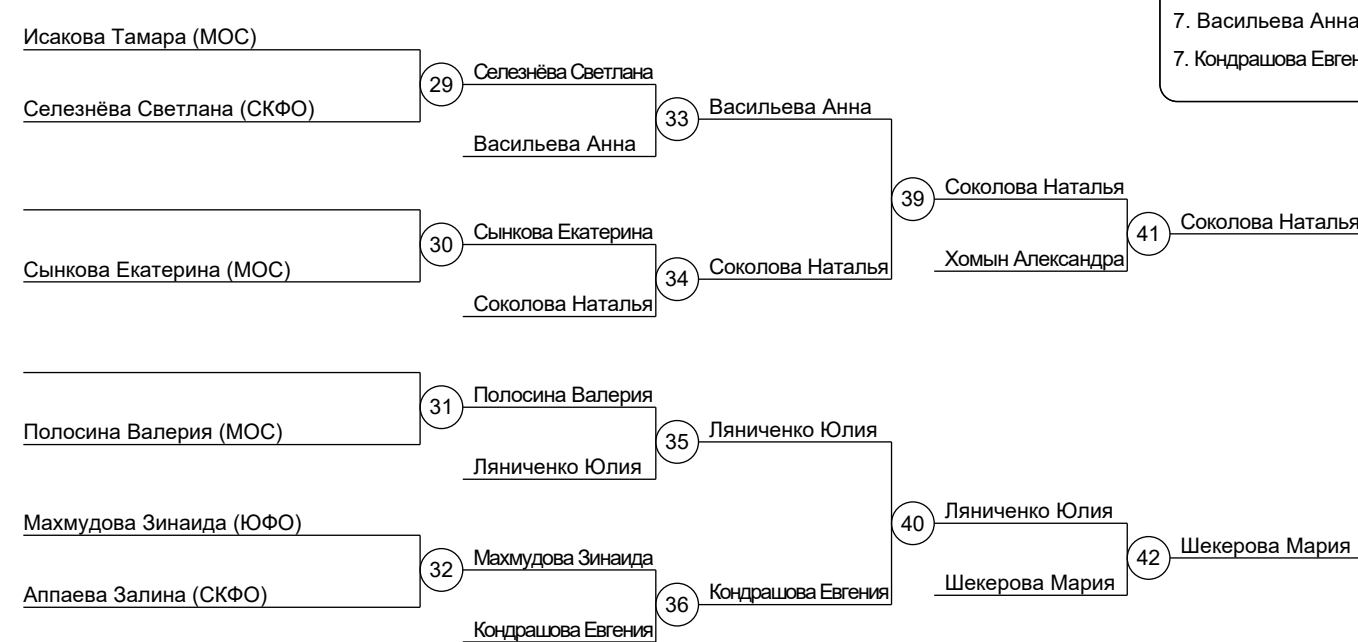 7. Васильева Анна
7. Кондрашова Евген
Исакова Тамара (МОС)
29
Селезнёва Светлана (СКФО)
Селезнёва Светлана
33
Васильева Анна
Васильева Анна
30
Сынкова Екатерина (МОС)
Сынкова Екатерина
34
Соколова Наталья
Соколова Наталья
39
Соколова Наталья
Хомын Александра
41
Соколова Наталья
31
Полосина Валерия (МОС)
Полосина Валерия
35
Ляниченко Юлия
Ляниченко Юлия
Махмудова Зинаида (ЮФО)
32
Аппаева Залина (СКФО)
Махмудова Зинаида
36
Кондрашова Евгения
Кондрашова Евгения
40
Ляниченко Юлия
Шекерова Мария
42
Шекерова Мария